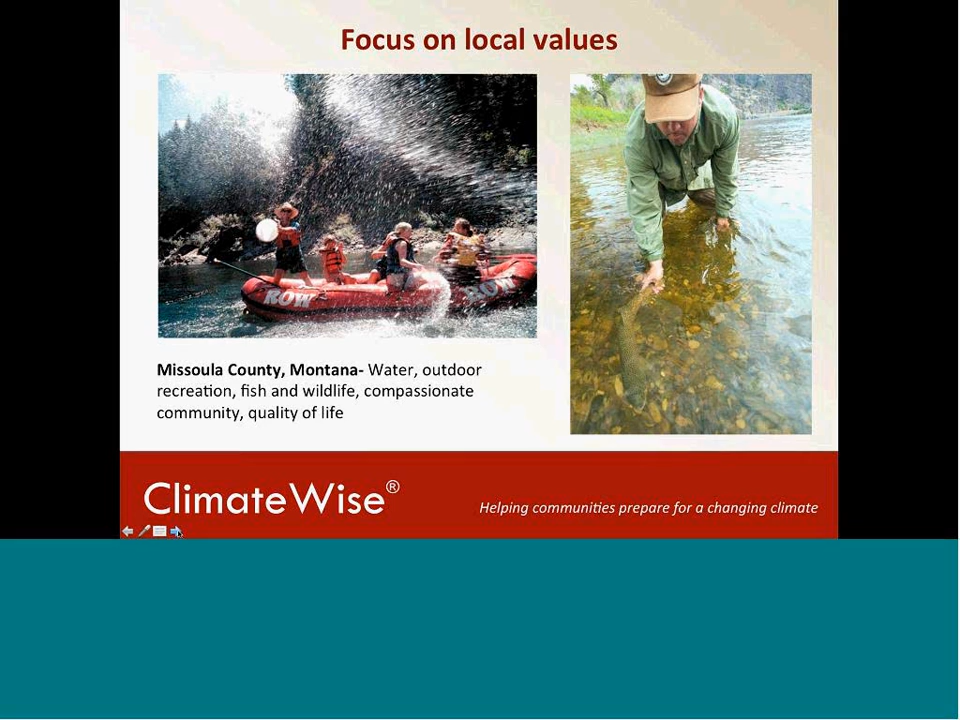 Focus on local values
ROW
ROW
Missoula County, Montana- Water, outdoor
recreation, fish and wildlife, compassionate
community, quality of life
ClimateWise®
Helping communities prepare for a changing climate